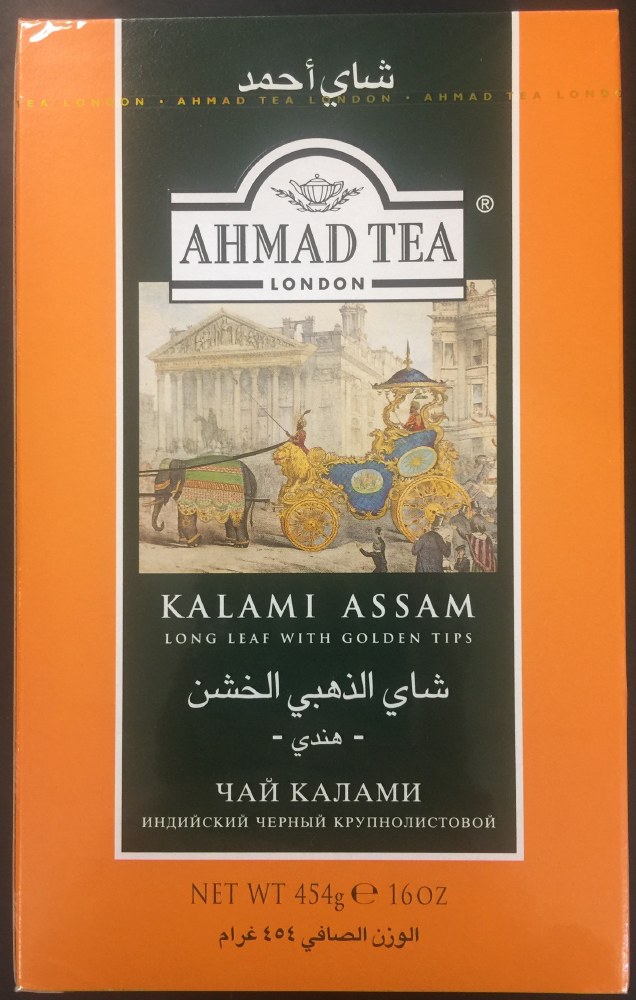 شاي أحمد
TEA LONDON · AHMAD TEA LONDON · AHMAD TEA LONDO
AHMAD TEA ®
LONDON
KALAMI ASSAM
LONG LEAF WITH GOLDEN TIPS
شاي الذهبي الخشن
- هندي -
ЧАЙ КАЛАМИ
ИНДИЙСКИЙ ЧЕРНЫЙ КРУПНОЛИСТОВОЙ
NET WT 454g ℮ 16OZ
الوزن الصافي ٤٥٤ غرام